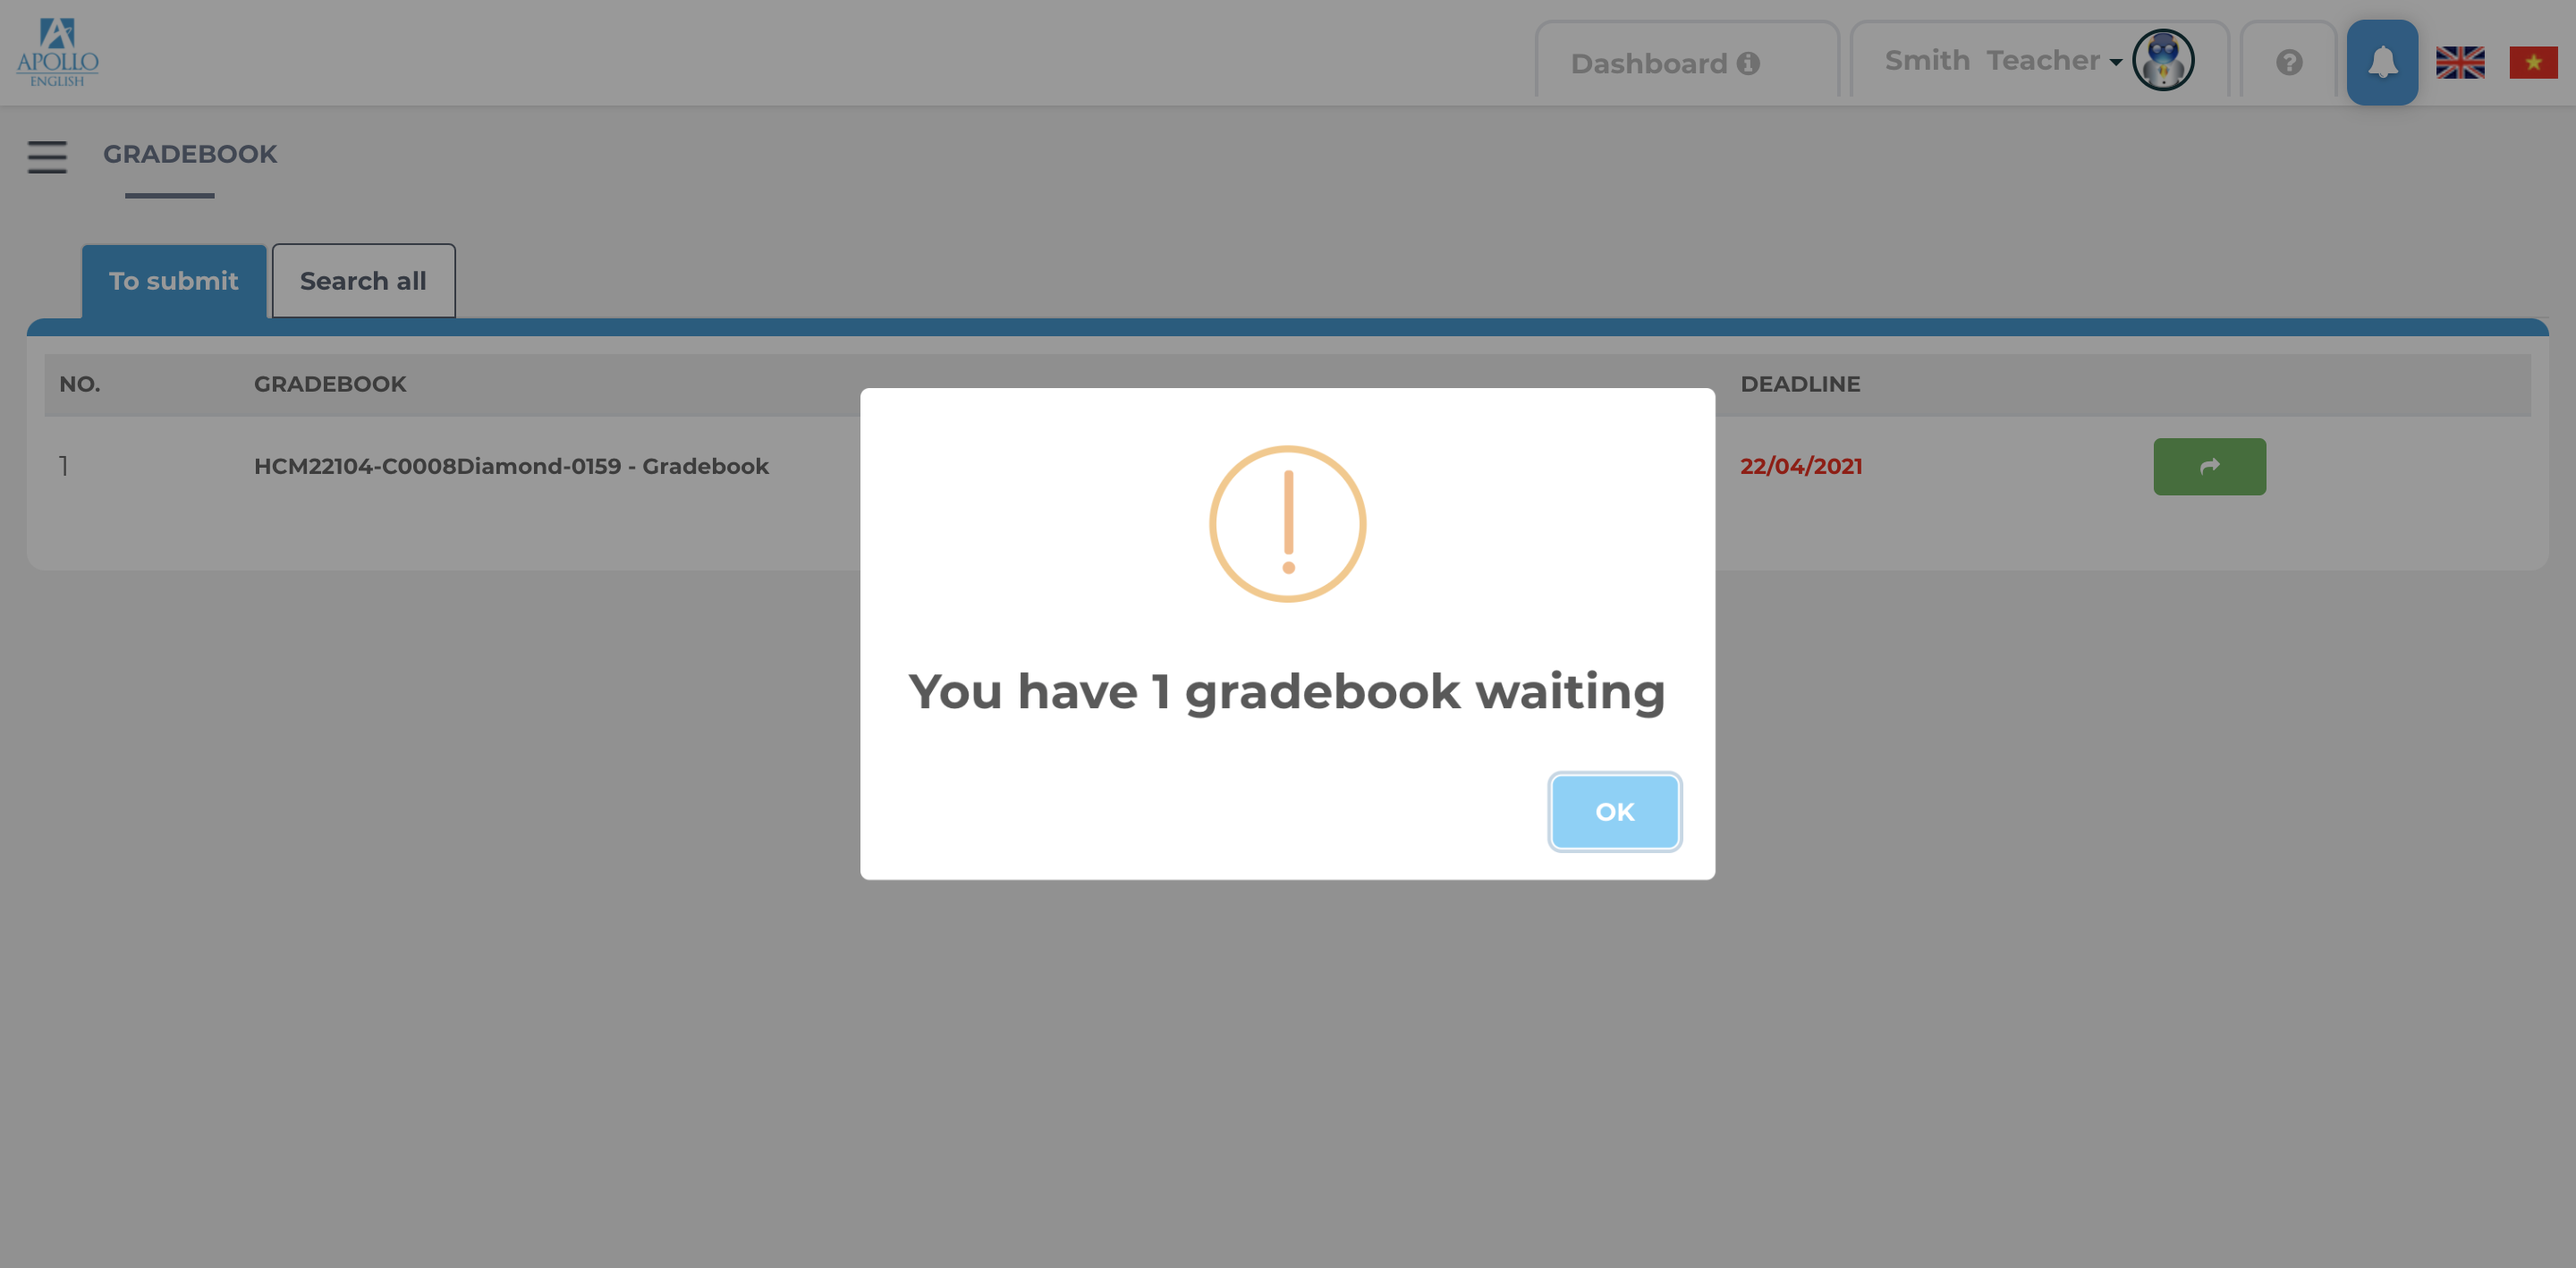 APOLLO
ENGLISH
Dashboard
Smith Teacher
GRADEBOOK
To submit
Search all
NO.
GRADEBOOK
DEADLINE
1
HCM22104-C0008Diamond-0159 - Gradebook
22/04/2021
You have 1 gradebook waiting
OK